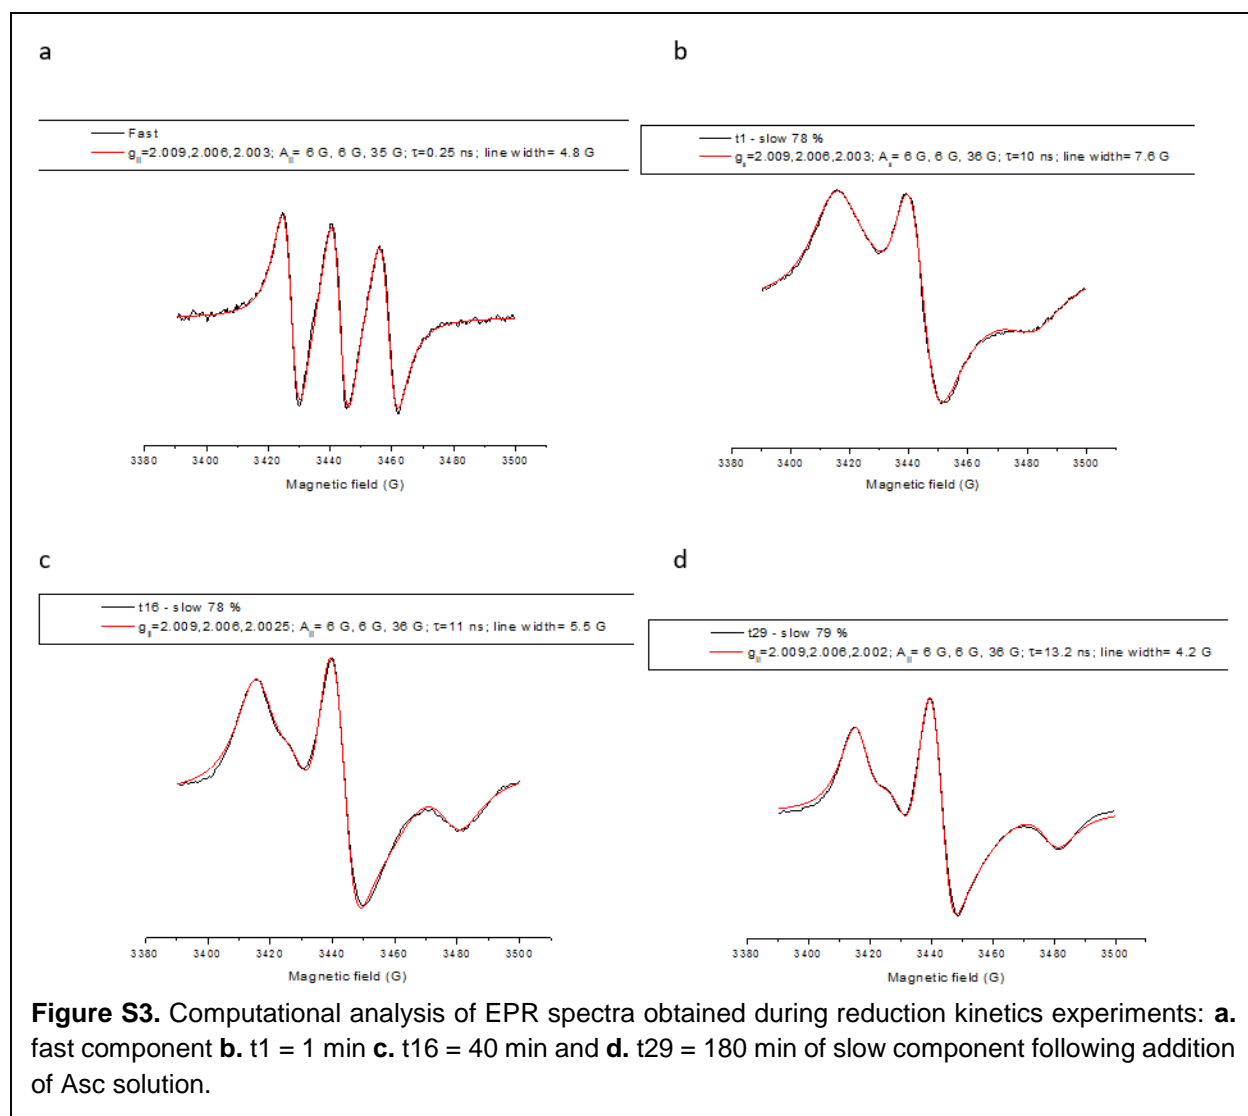 a
Fast
g||=2.009,2.006,2.003; A||= 6 G, 6 G, 35 G; τ=0.25 ns; line width= 4.8 G
3380 3400 3420 3440 3460 3480 3500
Magnetic field (G)
b
t1 - slow 78 %
g||=2.009,2.006,2.003; A||= 6 G, 6 G, 36 G; τ=10 ns; line width= 7.6 G
3380 3400 3420 3440 3460 3480 3500
Magnetic field (G)
c
t16 - slow 78 %
g||=2.009,2.006,2.0025; A||= 6 G, 6 G, 36 G; τ=11 ns; line width= 5.5 G
3380 3400 3420 3440 3460 3480 3500
Magnetic field (G)
d
t29 - slow 79 %
g||=2.009,2.006,2.002; A||= 6 G, 6 G, 36 G; τ=13.2 ns; line width= 4.2 G
3380 3400 3420 3440 3460 3480 3500
Magnetic field (G)
Figure S3. Computational analysis of EPR spectra obtained during reduction kinetics experiments: a.
fast component b. t1 = 1 min c. t16 = 40 min and d. t29 = 180 min of slow component following addition
of Asc solution.